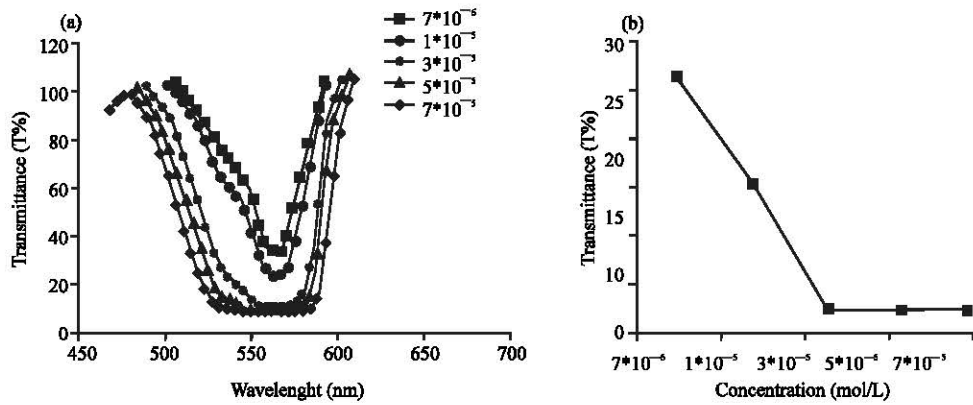 (a)
7*10⁻⁶
1*10⁻⁵
3*10⁻⁵
5*10⁻⁵
7*10⁻⁵
Transmittance (T%)
120
100
80
60
40
20
0
450 500 550 600 650 700
Wavelenght (nm)
(b)
Transmittance (T%)
30
25
20
15
10
0
7*10⁻⁶ 1*10⁻⁵ 3*10⁻⁵ 5*10⁻⁶ 7*10⁻⁵
Concentration (mol/L)